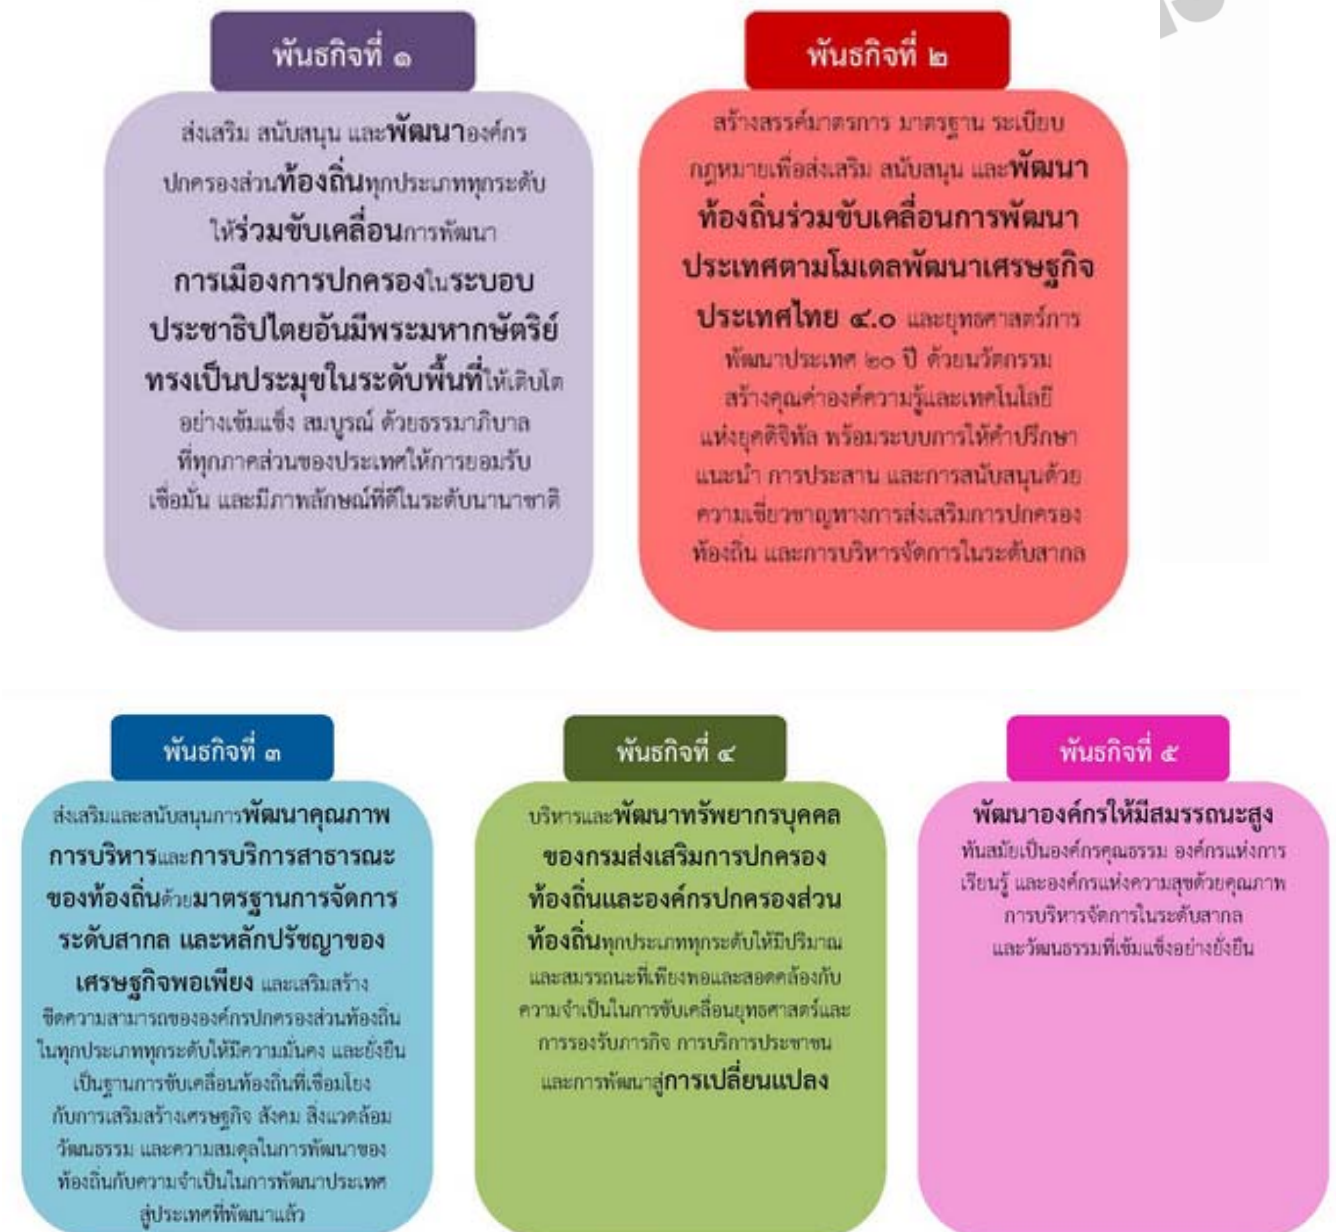 พันธกิจที่ ๑
ส่งเสริม สนับสนุน และพัฒนาองค์กร
ปกครองส่วนท้องถิ่นทุกประเภททุกระดับ
ให้ร่วมขับเคลื่อนการพัฒนา
การเมืองการปกครองในระบอบ
ประชาธิปไตยอันมีพระมหากษัตริย์
ทรงเป็นประมุขในระดับพื้นที่ให้เติบโต
อย่างเข้มแข็ง สมบูรณ์ ด้วยธรรมาภิบาล
ที่ทุกภาคส่วนของประเทศให้การยอมรับ
เชื่อมั่น และมีภาพลักษณ์ที่ดีในระดับนานาชาติ
พันธกิจที่ ๒
สร้างสรรค์มาตรการ มาตรฐาน ระเบียบ
กฎหมายเพื่อส่งเสริม สนับสนุน และพัฒนา
ท้องถิ่นร่วมขับเคลื่อนการพัฒนา
ประเทศตามโมเดลพัฒนาเศรษฐกิจ
ประเทศไทย ๔.๐ และยุทธศาสตร์การ
พัฒนาประเทศ ๒๐ ปี ด้วยนวัตกรรม
สร้างคุณค่าองค์ความรู้และเทคโนโลยี
แห่งยุคดิจิทัล พร้อมระบบการให้คำปรึกษา
แนะนำ การประสาน และการสนับสนุนด้วย
ความเชี่ยวชาญทางการส่งเสริมการปกครอง
ท้องถิ่น และการบริหารจัดการในระดับสากล
พันธกิจที่ ๓
ส่งเสริมและสนับสนุนการพัฒนาคุณภาพ
การบริหารและการบริการสาธารณะ
ของท้องถิ่นด้วยมาตรฐานการจัดการ
ระดับสากล และหลักปรัชญาของ
เศรษฐกิจพอเพียง และเสริมสร้าง
ขีดความสามารถขององค์กรปกครองส่วนท้องถิ่น
ในทุกประเภททุกระดับให้มีความมั่นคง และยั่งยืน
เป็นฐานการขับเคลื่อนท้องถิ่นที่เชื่อมโยง
กับการเสริมสร้างเศรษฐกิจ สังคม สิ่งแวดล้อม
วัฒนธรรม และความสมดุลในการพัฒนาของ
ท้องถิ่นกับความจำเป็นในการพัฒนาประเทศ
สู่ประเทศที่พัฒนาแล้ว
พันธกิจที่ ๔
บริหารและพัฒนาทรัพยากรบุคคล
ของกรมส่งเสริมการปกครอง
ท้องถิ่นและองค์กรปกครองส่วน
ท้องถิ่นทุกประเภททุกระดับให้มีปริมาณ
และสมรรถนะที่เพียงพอและสอดคล้องกับ
ความจำเป็นในการขับเคลื่อนยุทธศาสตร์และ
การรองรับภารกิจ การบริการประชาชน
และการพัฒนาสู่การเปลี่ยนแปลง
พันธกิจที่ ๕
พัฒนาองค์กรให้มีสมรรถนะสูง
ทันสมัยเป็นองค์กรคุณธรรม องค์กรแห่งการ
เรียนรู้ และองค์กรแห่งความสุขด้วยคุณภาพ
การบริหารจัดการในระดับสากล
และวัฒนธรรมที่เข้มแข็งอย่างยั่งยืน